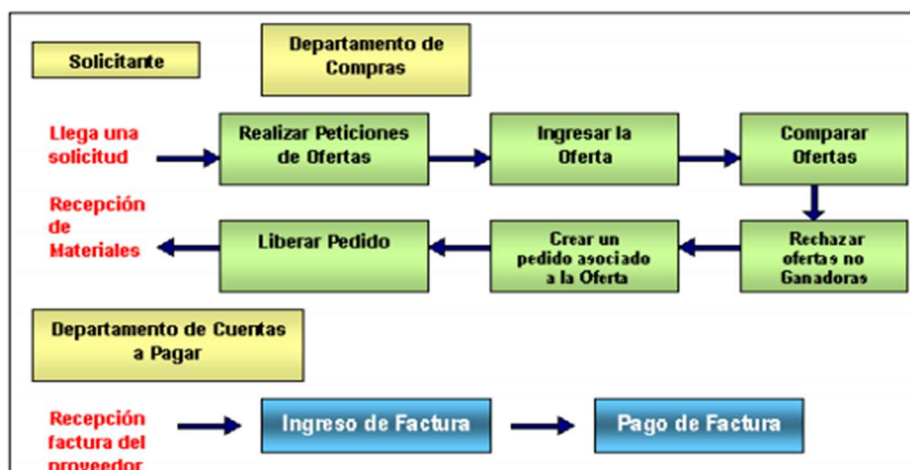 Solicitante
Departamento de
Compras
Llega una
solicitud
Realizar Peticiones
de Ofertas
Ingresar la
Oferta
Comparar
Ofertas
Recepción
de
Materiales
Liberar Pedido
Crear un
pedido asociado
a la Oferta
Rechazar
ofertas no
Ganadoras
Departamento de Cuentas
a Pagar
Recepción
factura del
proveedor
Ingreso de Factura
Pago de Factura